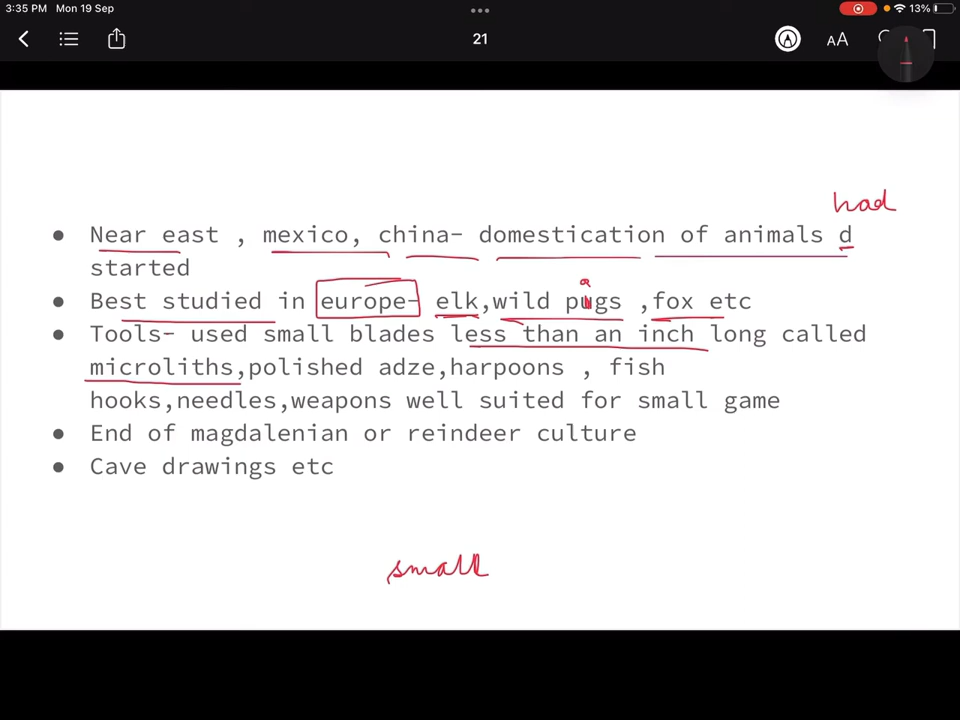 3:35 PM Mon 19 Sep
13%
21
AA
had
• Near east , mexico, china- domestication of animals d
started
• Best studied in europe- elk,wild pugs ,fox etc
• Tools- used small blades less than an inch long called
microliths,polished adze,harpoons , fish
hooks,needles,weapons well suited for small game
• End of magdalenian or reindeer culture
• Cave drawings etc
small